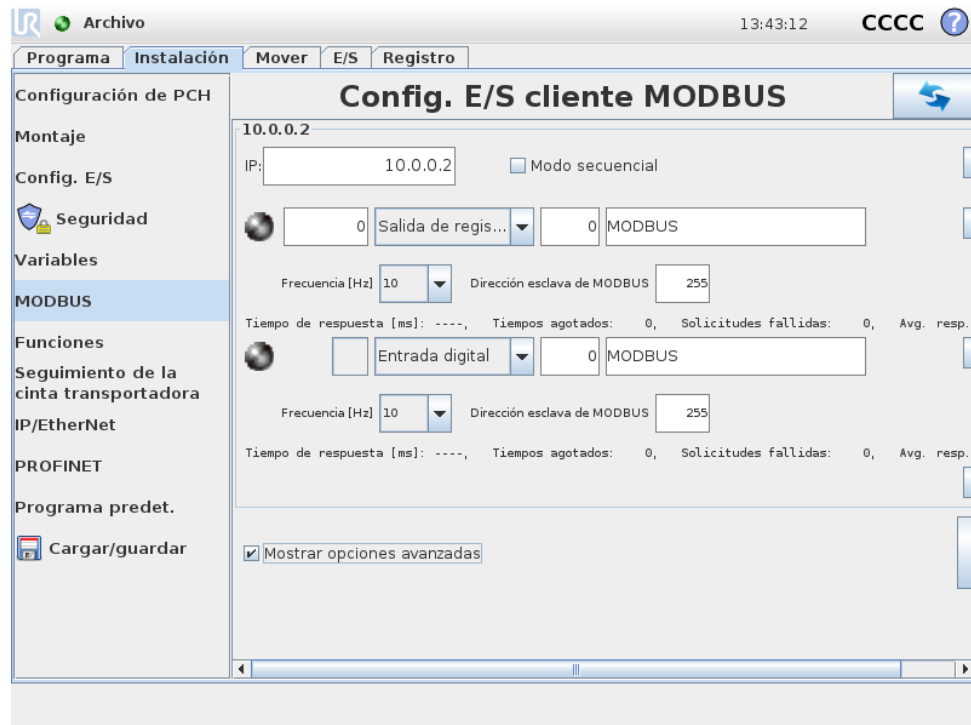 UR Archivo 13:43:12 CCCC ?
Programa Instalación Mover E/S Registro
Configuración de PCH
Montaje
Config. E/S
Seguridad
Variables
MODBUS
Funciones
Seguimiento de la
cinta transportadora
IP/EtherNet
PROFINET
Programa predet.
Cargar/guardar
Config. E/S cliente MODBUS
10.0.0.2
IP: 10.0.0.2 Modo secuencial
0 Salida de regis... 0 MODBUS
Frecuencia [Hz] 10 Dirección esclava de MODBUS 255
Tiempo de respuesta [ms]: ----, Tiempos agotados: 0, Solicitudes fallidas: 0, Avg. resp.
Entrada digital 0 MODBUS
Frecuencia [Hz] 10 Dirección esclava de MODBUS 255
Tiempo de respuesta [ms]: ----, Tiempos agotados: 0, Solicitudes fallidas: 0, Avg. resp.
Mostrar opciones avanzadas